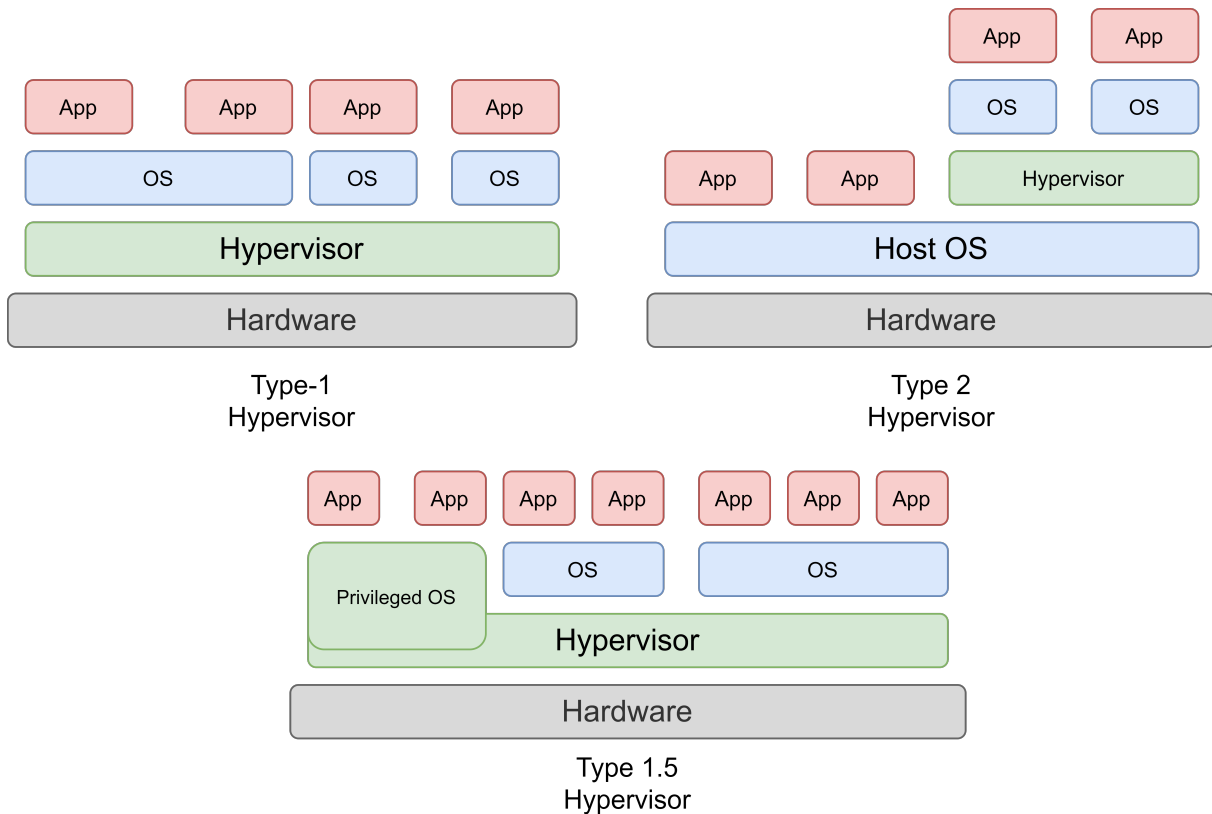 App
App
App
App
OS
OS
OS
Hypervisor
Hardware
Type-1
Hypervisor
App
App
OS
OS
App
App
Hypervisor
Host OS
Hardware
Type 2
Hypervisor
App
App
App
App
App
App
App
Privileged OS
OS
OS
Hypervisor
Hardware
Type 1.5
Hypervisor